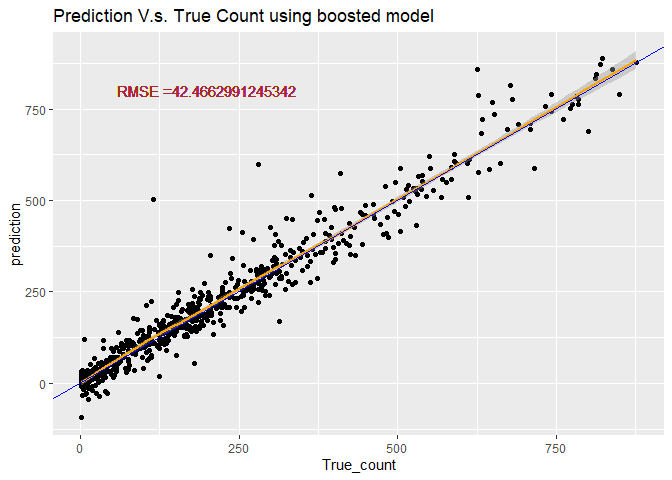 Prediction V.s. True Count using boosted model
RMSE =42.4662991245342
750
500
250
0
prediction
0 250 500 750
True_count